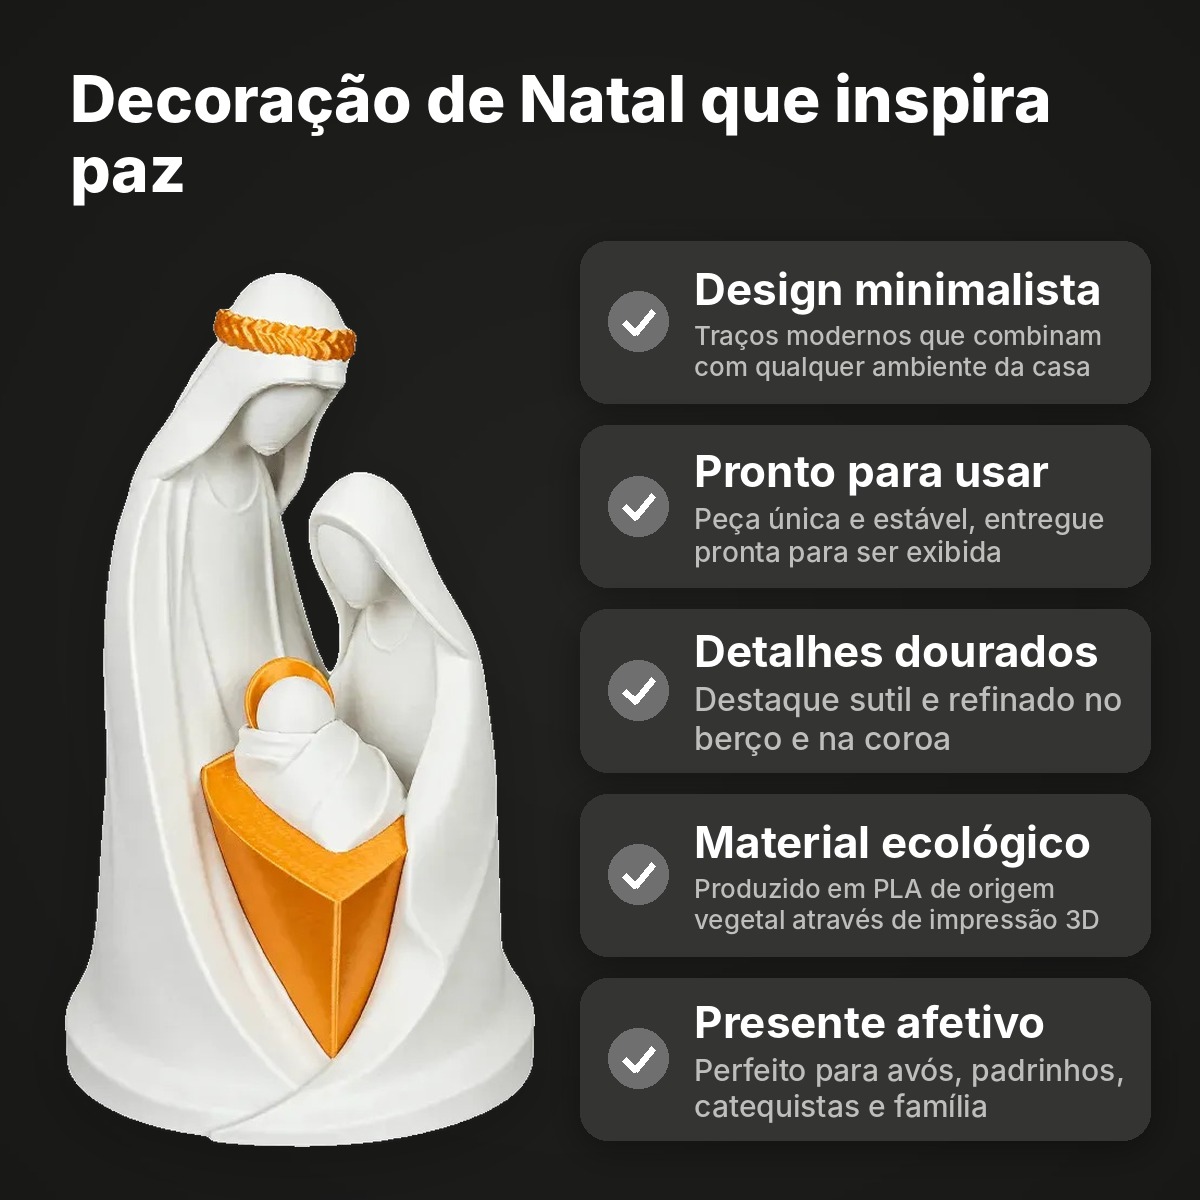 Decoração de Natal que inspira
paz
Design minimalista
Traços modernos que combinam
com qualquer ambiente da casa
Pronto para usar
Peça única e estável, entregue
pronta para ser exibida
Detalhes dourados
Destaque sutil e refinado no
berço e na coroa
Material ecológico
Produzido em PLA de origem
vegetal através de impressão 3D
Presente afetivo
Perfeito para avós, padrinhos,
catequistas e família